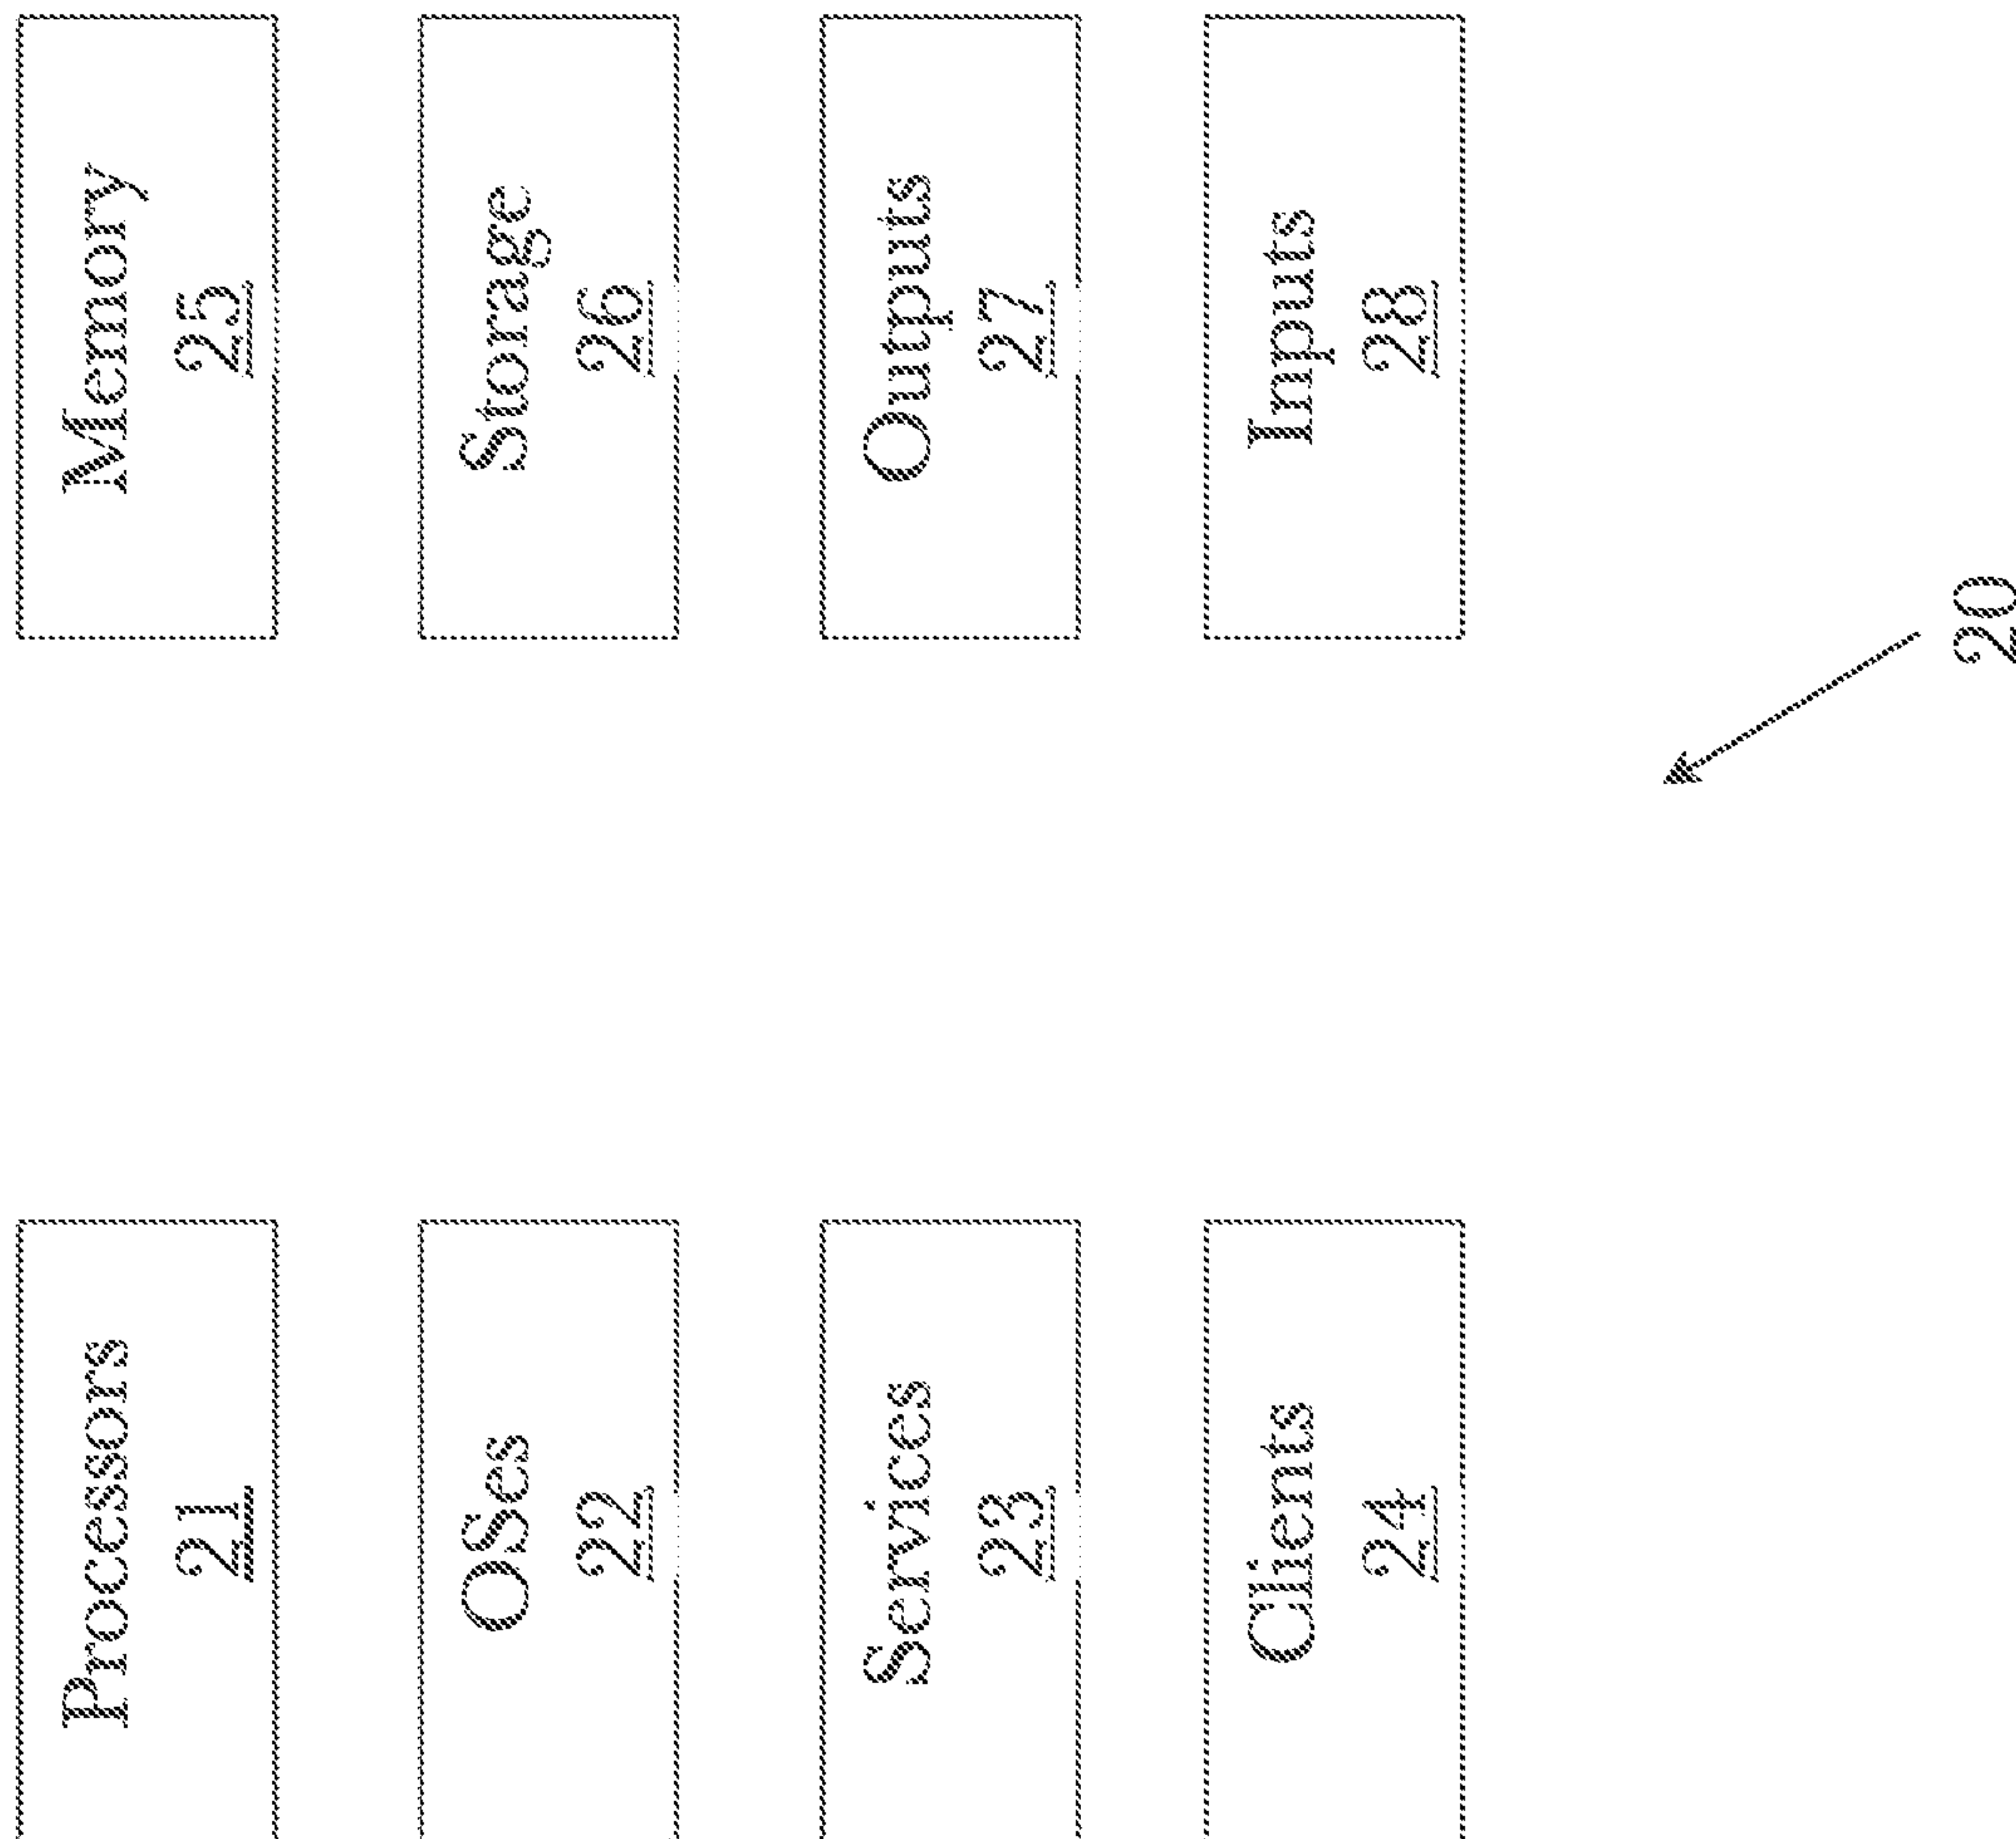 Processors
21
Memory
25
OSes
22
Storage
26
Services
23
Outputs
27
Clients
24
Inputs
28
20